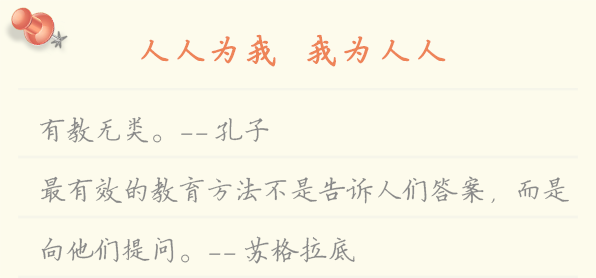 人人为我 我为人人
有教无类。--孔子
最有效的教育方法不是告诉人们答案，而是
向他们提问。--苏格拉底